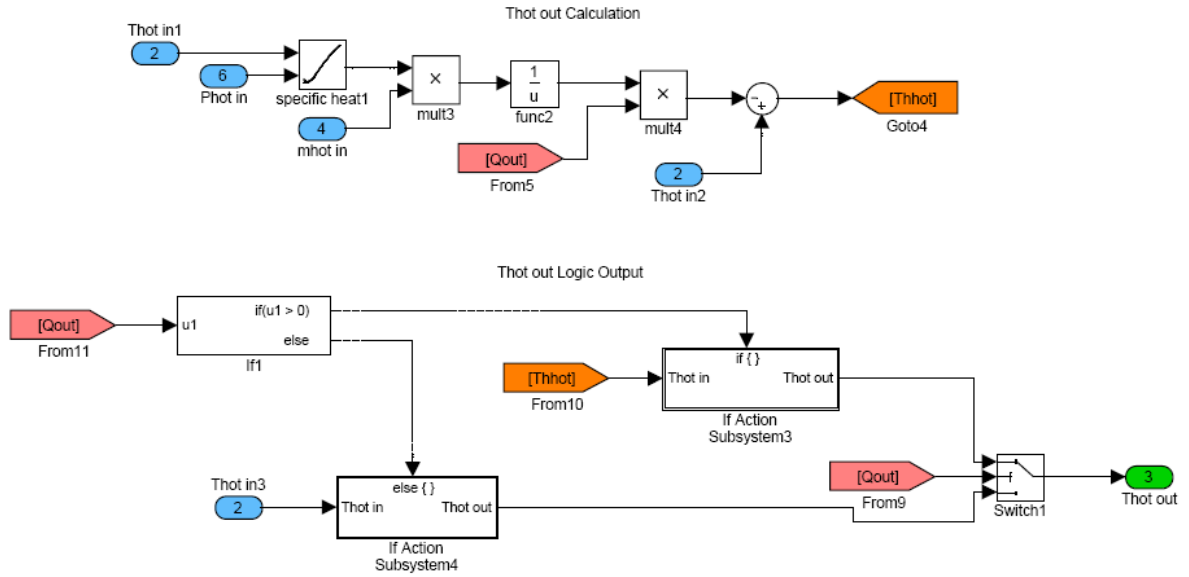 Thot out Calculation
Thot in1
2
6
Phot in
specific heat1
4
mhot in
×
mult3
1
u
func2
[Qout]
From5
×
mult4
-
+
2
Thot in2
[Thhot]
Goto4
Thot out Logic Output
[Qout]
From11
u1
if(u1 > 0)
else
If1
[Thhot]
From10
if { }
Thot in
Thot out
If Action
Subsystem3
Thot in3
2
else { }
Thot in
Thot out
If Action
Subsystem4
[Qout]
From9
Switch1
3
Thot out